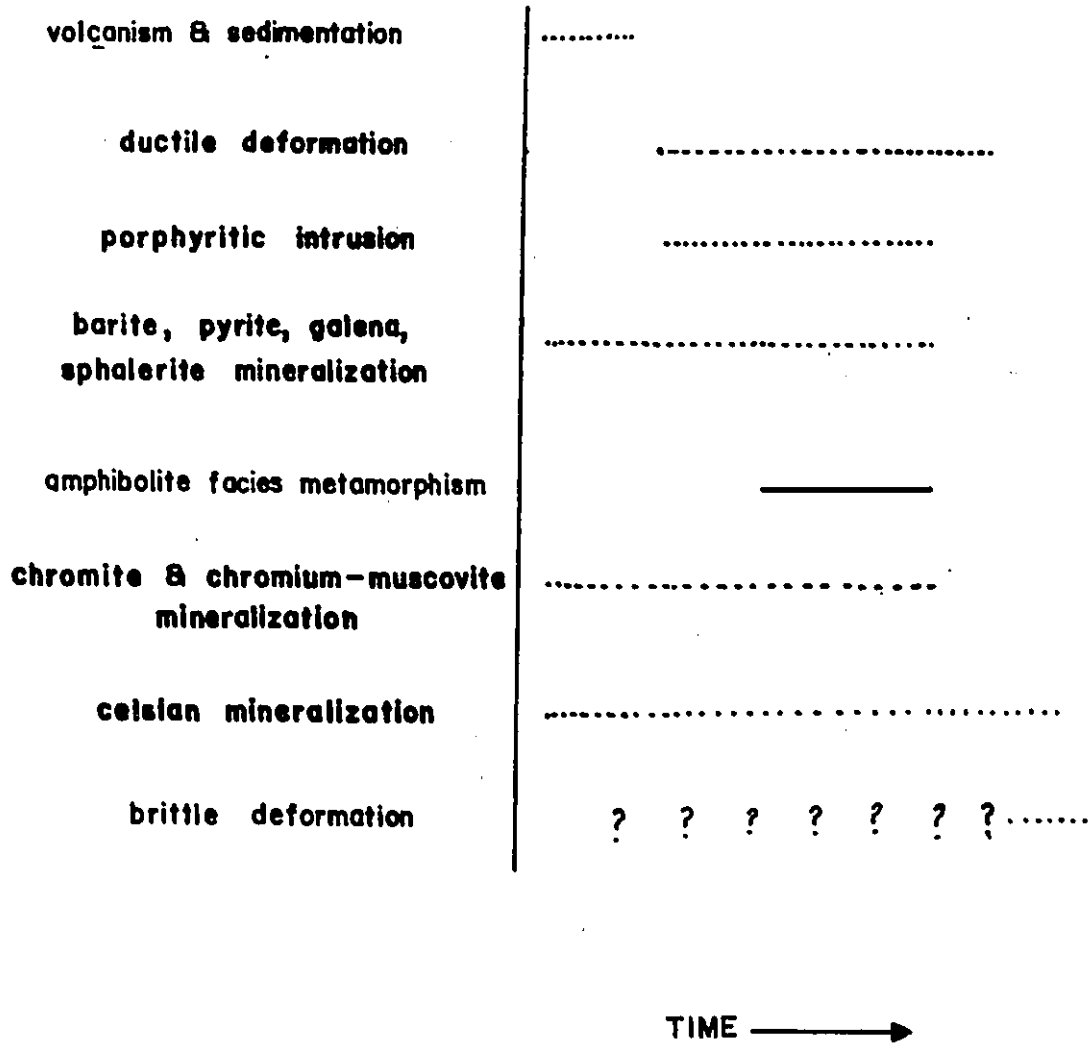 volcanism & sedimentation
ductile deformation
porphyritic intrusion
barite, pyrite, galena,
sphalerite mineralization
amphibolite facies metamorphism
chromite & chromium-muscovite
mineralization
celsian mineralization
brittle deformation ? ? ? ? ? ? ?
TIME